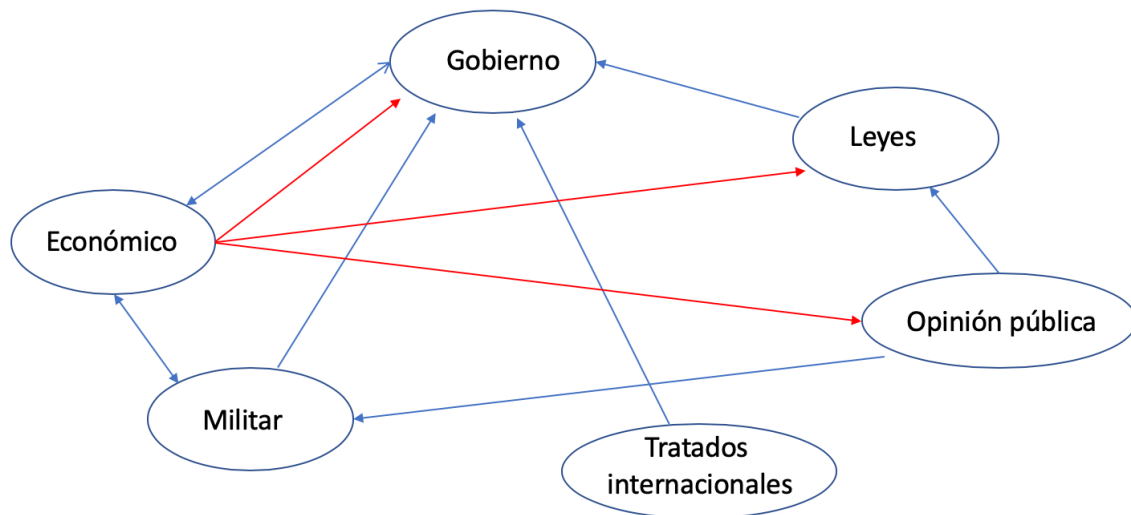 Gobierno
Leyes
Económico
Opinión pública
Militar
Tratados
internacionales